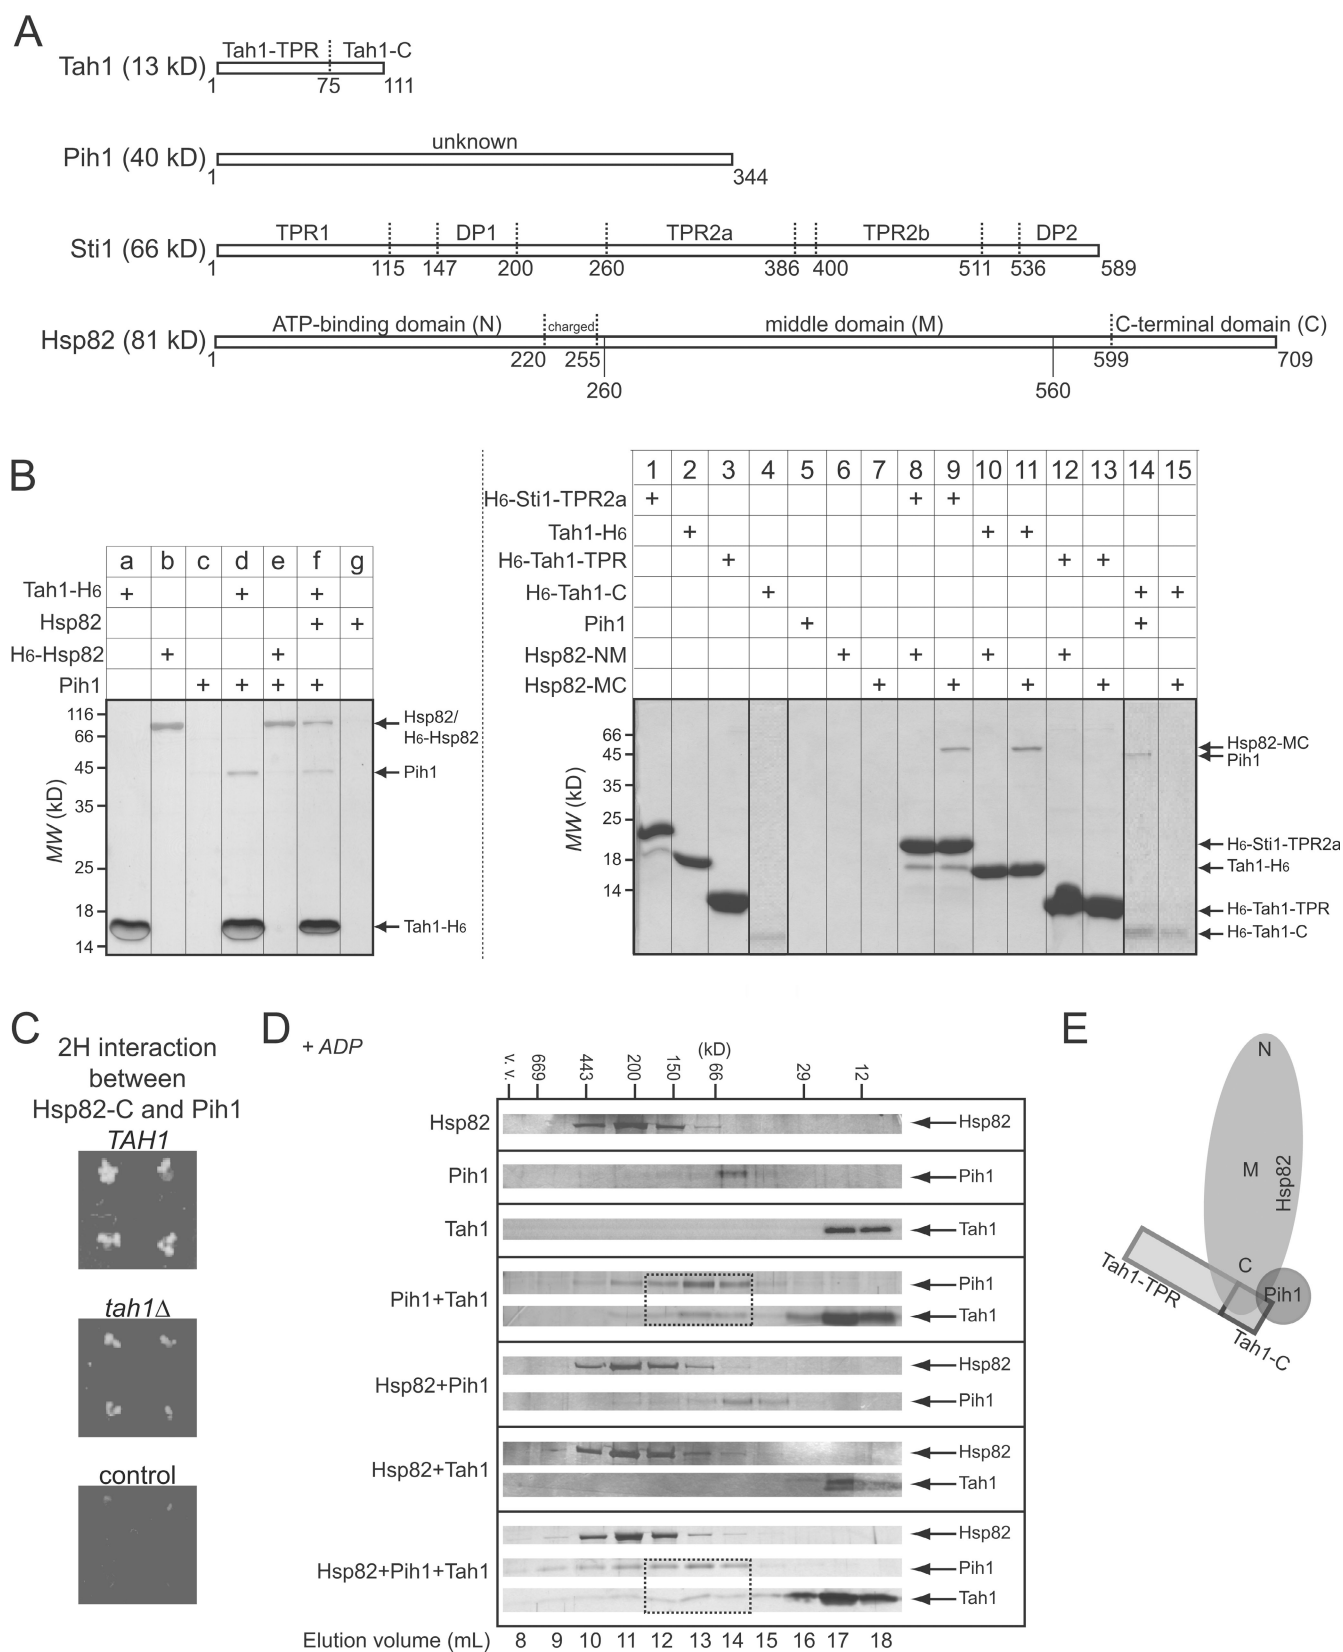 A
Tah1-TPR Tah1-C
Tah1 (13 kD)
1 75 111
unknown
Pih1 (40 kD)
1 344
TPR1 DP1 TPR2a TPR2b DP2
Sti1 (66 kD)
1 115 147 200 260 386 400 511 536 589
ATP-binding domain (N) charged middle domain (M) C-terminal domain (C)
Hsp82 (81 kD)
1 220 255 599 709
260 560
B
a b c d e f g
Tah1-H6 + + +
Hsp82 + +
H6-Hsp82 + +
Pih1 + + + +
116
66
45
35
25
18
14
MW (kD)
Hsp82/
H6-Hsp82
Pih1
Tah1-H6
1 2 3 4 5 6 7 8 9 10 11 12 13 14 15
H6-Sti1-TPR2a + + +
Tah1-H6 + + +
H6-Tah1-TPR + + +
H6-Tah1-C + + +
Pih1 + +
Hsp82-NM + + + +
Hsp82-MC + + + + +
66
45
35
25
18
14
MW (kD)
Hsp82-MC
Pih1
H6-Sti1-TPR2a
Tah1-H6
H6-Tah1-TPR
H6-Tah1-C
C
2H interaction
between
Hsp82-C and Pih1
TAH1
tah1Δ
control
D
+ ADP
(kD)
v.v. 669 443 200 150 66 29 12
Hsp82 Hsp82
Pih1 Pih1
Tah1 Tah1
Pih1+Tah1
Pih1
Tah1
Hsp82+Pih1
Hsp82
Pih1
Hsp82+Tah1
Hsp82
Tah1
Hsp82+Pih1+Tah1
Hsp82
Pih1
Tah1
Elution volume (mL) 8 9 10 11 12 13 14 15 16 17 18
E
N
M
Hsp82
C
Pih1
Tah1-TPR
Tah1-C